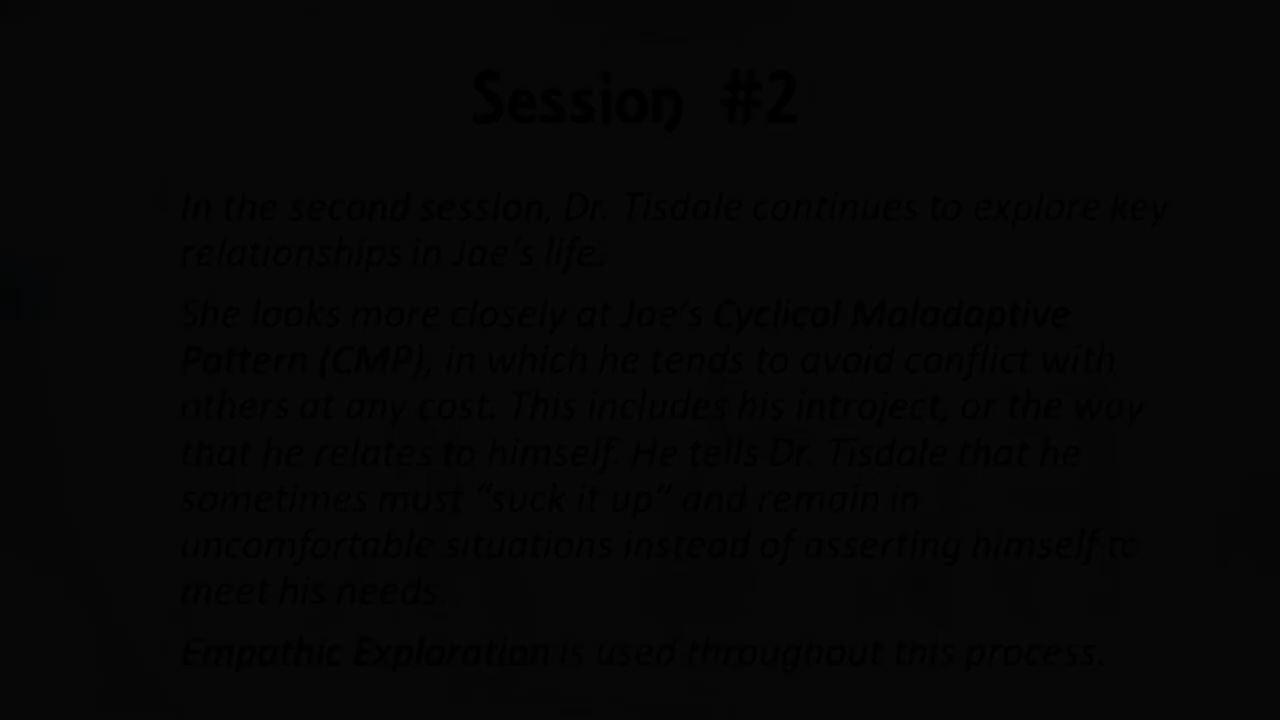 Session #2
In the second session, Dr. Tisdale continues to explore key
relationships in Joe's life.
She looks more closely at Joe's Cyclical Maladaptive
Pattern (CMP), in which he tends to avoid conflict with
others at any cost. This includes his introject, or the way
that he relates to himself. He tells Dr. Tisdale that he
sometimes must “suck it up” and remain in
uncomfortable situations instead of asserting himself to
meet his needs.
Empathic Exploration is used throughout this process.